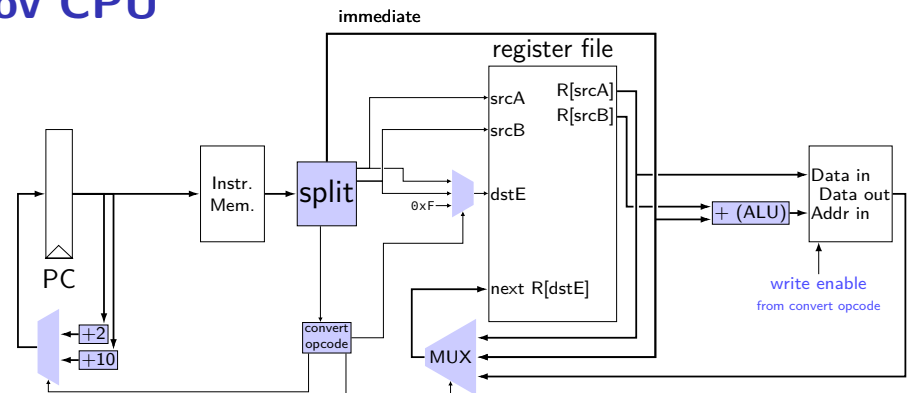 ov CPU
immediate
register file
srcA
R[srcA]
R[srcB]
srcB
Instr.
Mem.
split
dstE
0xF
Data in
Data out
+ (ALU)
Addr in
PC
next R[dstE]
write enable
from convert opcode
+2
convert
opcode
+10
MUX